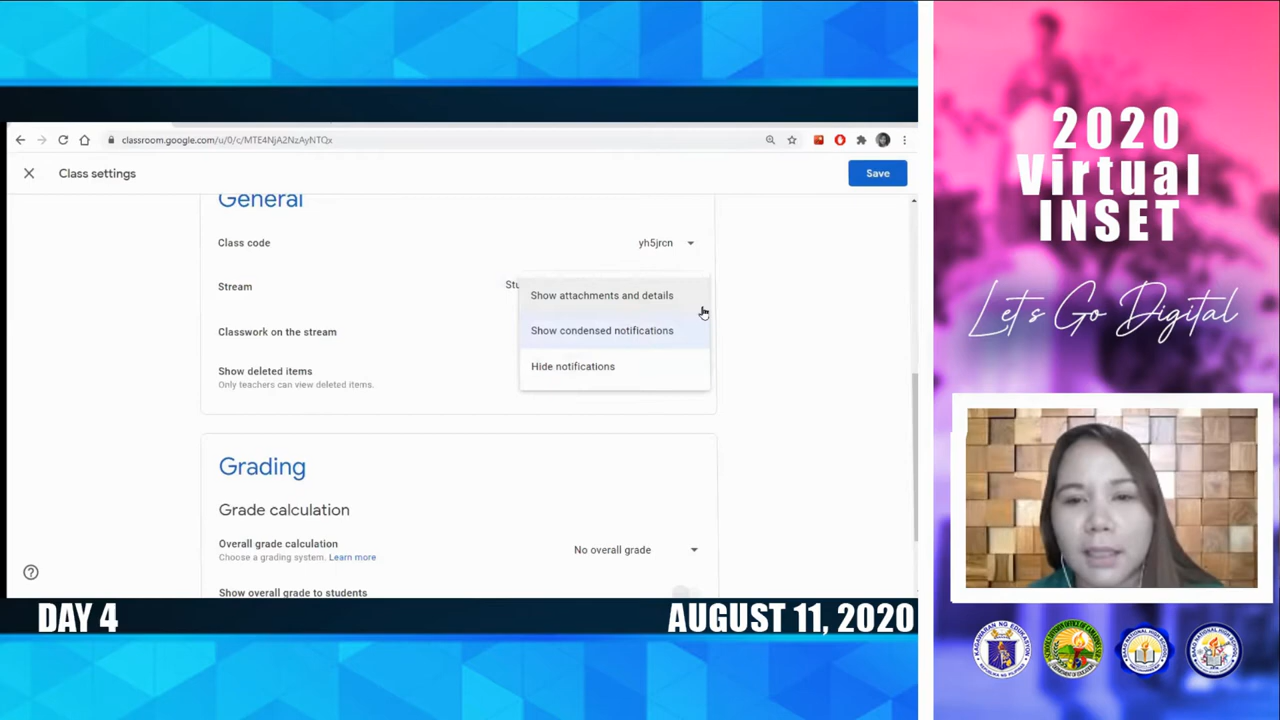 classroom.google.com/u/0/c/MTE4NjA2NzAyNTQx
Class settings
Save
General
Class code
yh5jrcn
Stream
Stu
Show attachments and details
Classwork on the stream
Show condensed notifications
Show deleted items
Only teachers can view deleted items.
Hide notifications
Grading
Grade calculation
Overall grade calculation
Choose a grading system. Learn more
No overall grade
Show overall grade to students
DAY 4
AUGUST 11, 2020
2020
Virtual
INSET
Let's Go Digital